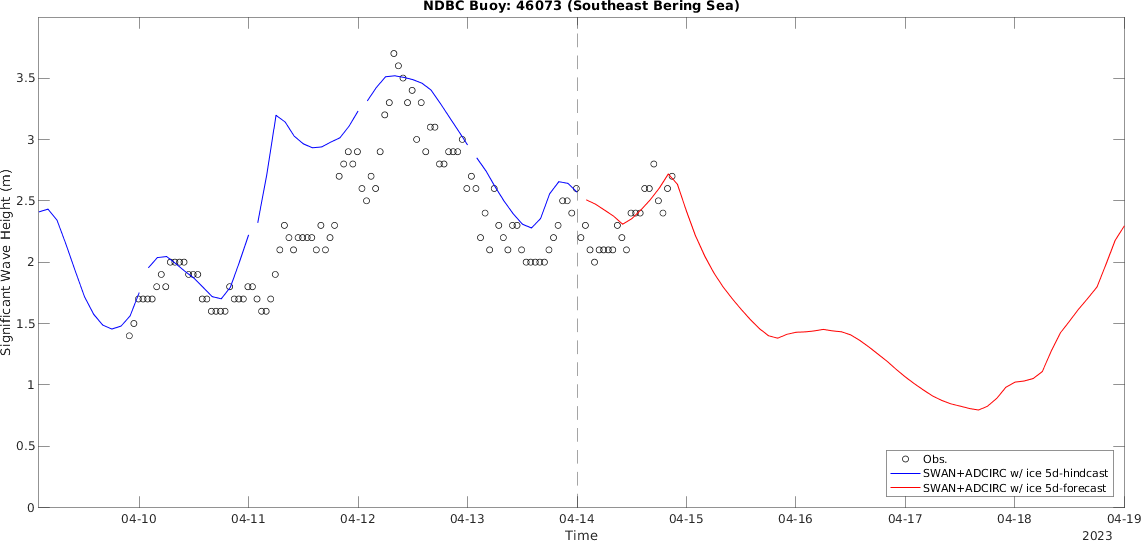 NDBC Buoy: 46073 (Southeast Bering Sea)
Significant Wave Height (m)
3.5
3
2.5
2
1.5
1
0.5
0
Obs.
SWAN+ADCIRC w/ ice 5d-hindcast
SWAN+ADCIRC w/ ice 5d-forecast
04-10 04-11 04-12 04-13 04-14 04-15 04-16 04-17 04-18 04-19
Time
2023